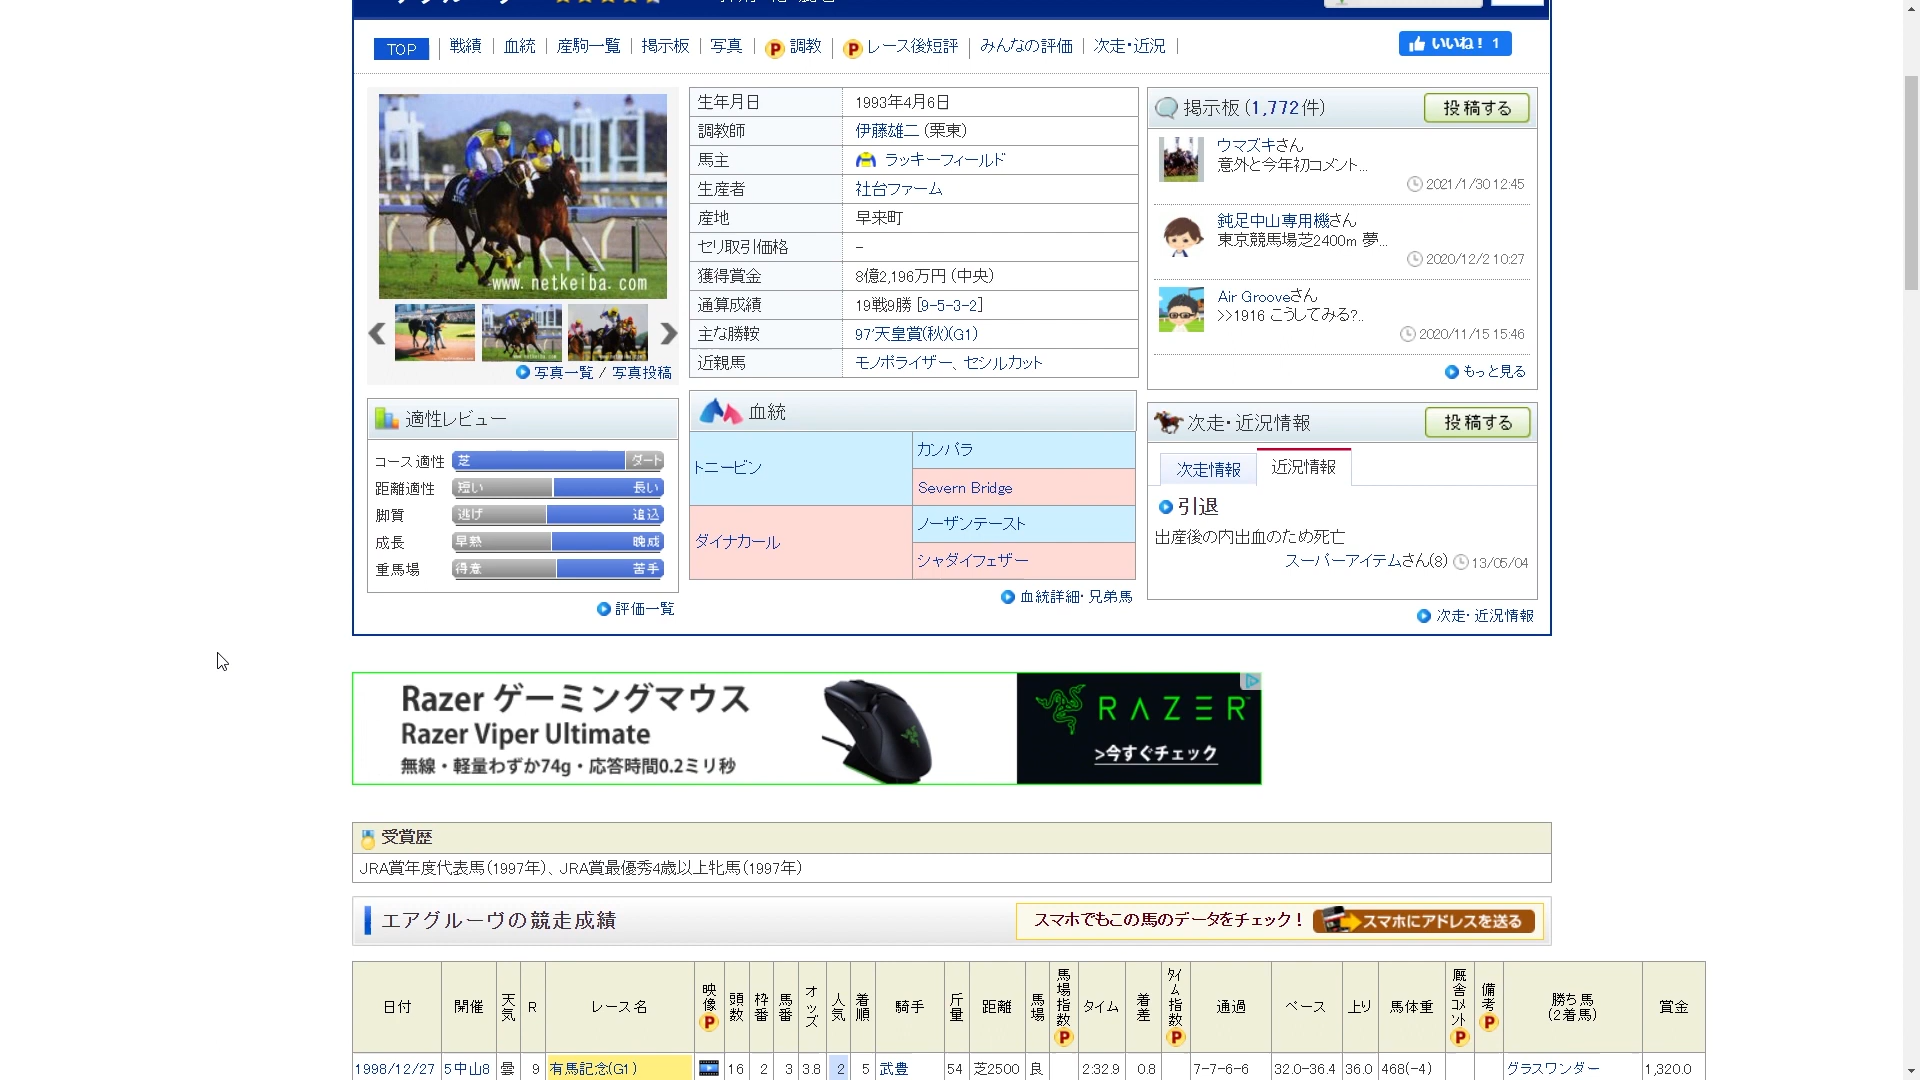 TOP 戦績 血統 産駒一覧 掲示板 写真 P 調教 P レース後短評 みんなの評価 次走・近況
いいね！ 1
www.netkeiba.com
写真一覧 / 写真投稿
適性レビュー
コース適性 芝 ダート
距離適性 短い 長い
脚質 逃げ 追込
成長 早熟 晩成
重馬場 得意 苦手
評価一覧
生年月日 1993年4月6日
調教師 伊藤雄二 (栗東)
馬主 ラッキーフィールド
生産者 社台ファーム
産地 早来町
セリ取引価格 -
獲得賞金 8億2,196万円 (中央)
通算成績 19戦9勝 [9-5-3-2]
主な勝鞍 97'天皇賞(秋)(G1)
近親馬 モノポライザー、セシルカット
血統
トニービン
カンパラ
Severn Bridge
ダイナカール
ノーザンテースト
シャダイフェザー
血統詳細・兄弟馬
掲示板 (1,772件) 投稿する
ウマズキさん
意外と今年初コメント...
2021/1/30 12:45
鈍足中山専用機さん
東京競馬場芝2400m 夢...
2020/12/2 10:27
Air Grooveさん
>>1916 こうしてみる?..
2020/11/15 15:46
もっと見る
次走・近況情報 投稿する
次走情報 近況情報
引退
出産後の内出血のため死亡
スーパーアイテムさん(8) 13/05/04
次走・近況情報
Razer ゲーミングマウス
Razer Viper Ultimate
無線・軽量わずか74g・応答時間0.2ミリ秒
RAZER
>今すぐチェック
受賞歴
JRA賞年度代表馬(1997年)、JRA賞最優秀4歳以上牝馬(1997年)
エアグルーヴの競走成績
スマホでもこの馬のデータをチェック！ スマホにアドレスを送る
日付 開催 天気 R レース名 映像 P 頭数 枠番 馬番 オッズ 人気 着順 騎手 斤量 距離 馬場 馬場指数 P タイム 着差 タイム指数 P 通過 ペース 上り 馬体重 厩舎コメント P 備考 P 勝ち馬(2着馬) 賞金
1998/12/27 5中山8 曇 9 有馬記念(G1) 16 2 3 3.8 2 5 武豊 54 芝2500 良 2:32.9 0.8 7-7-6-6 32.0-36.4 36.0 468(-4) グラスワンダー 1,320.0